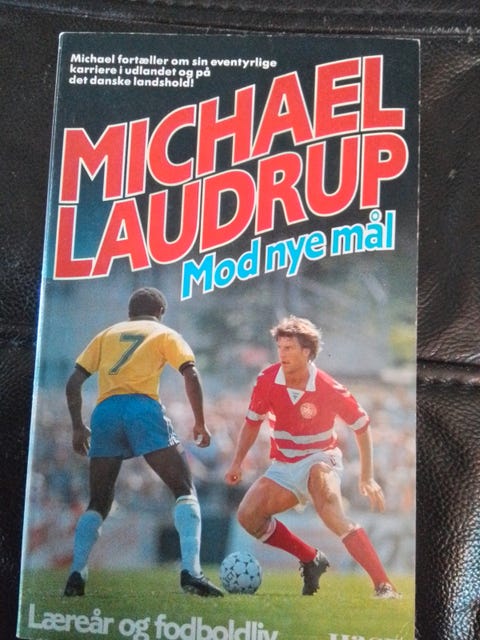 Michael fortæller om sin eventyrlige
karriere i udlandet og på
det danske landshold!
MICHAEL
LAUDRUP
Mod nye mål
7
Læreår og fodboldliv